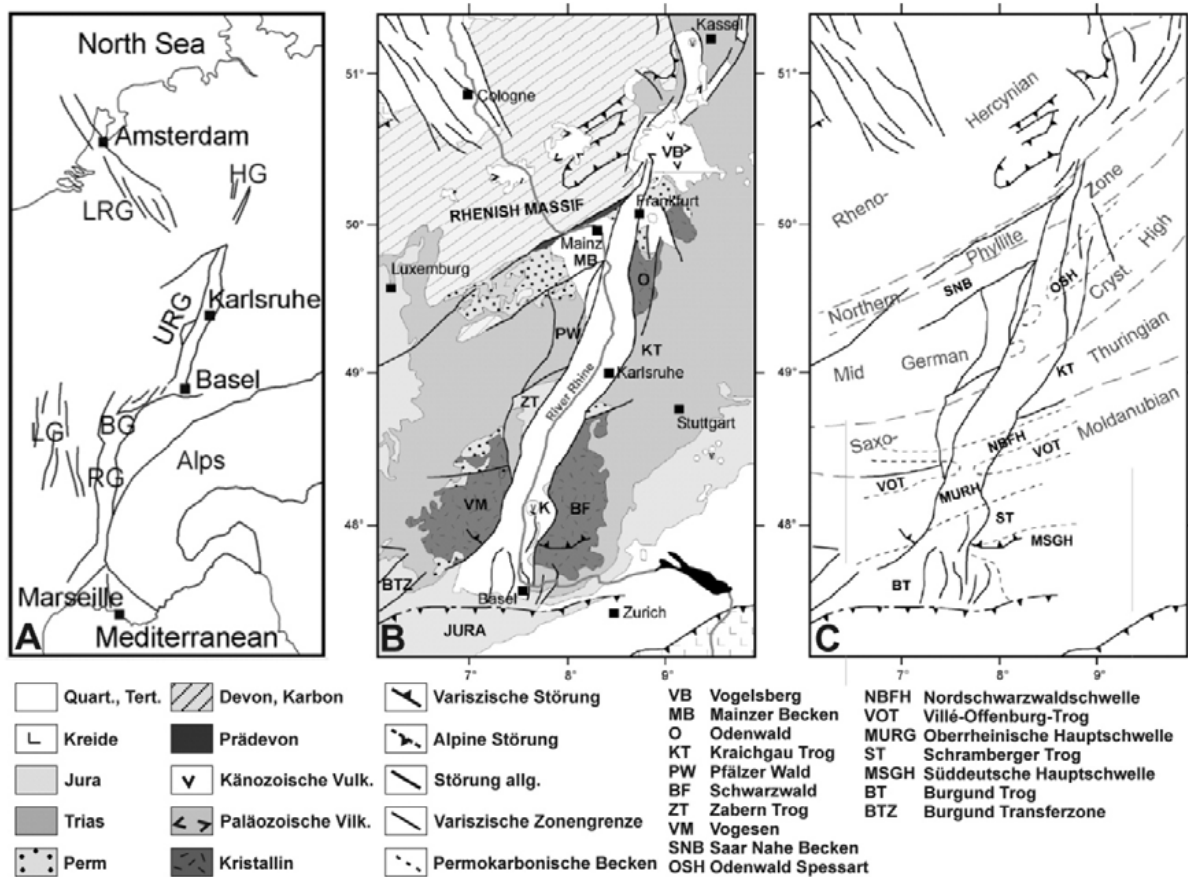 North Sea
Amsterdam
HG
LRG
URG
Karlsruhe
Basel
LG
BG
RG
Alps
Marseille
Mediterranean
A
51°
50°
49°
48°
7°
8°
9°
Kassel
Cologne
VB
RHENISH MASSIF
Frankfurt
Mainz
MB
Luxemburg
O
PW
KT
Karlsruhe
ZT
River Rhine
Stuttgart
VM
K
BF
BTZ
Basel
Zurich
JURA
B
51°
50°
49°
48°
7°
8°
9°
Hercynian
Rheno-
Zone
Phyllite
Northern
High
SNB
OSH
Cryst.
German
Mid
Thuringian
KT
Moldanubian
Saxo-
NBFH
VOT
VOT
MURH
ST
MSGH
BT
C
Quart., Tert.
Kreide
Jura
Trias
Perm
Devon, Karbon
Prädevon
Känozoische Vulk.
Paläozoische Vilk.
Kristallin
Variszische Störung
Alpine Störung
Störung allg.
Variszische Zonengrenze
Permokarbonische Becken
VB Vogelsberg
MB Mainzer Becken
O Odenwald
KT Kraichgau Trog
PW Pfälzer Wald
BF Schwarzwald
ZT Zabern Trog
VM Vogesen
SNB Saar Nahe Becken
OSH Odenwald Spessart
NBFH Nordschwarzwaldschwelle
VOT Villé-Offenburg-Trog
MURG Oberrheinische Hauptschwelle
ST Schramberger Trog
MSGH Süddeutsche Hauptschwelle
BT Burgund Trog
BTZ Burgund Transferzone